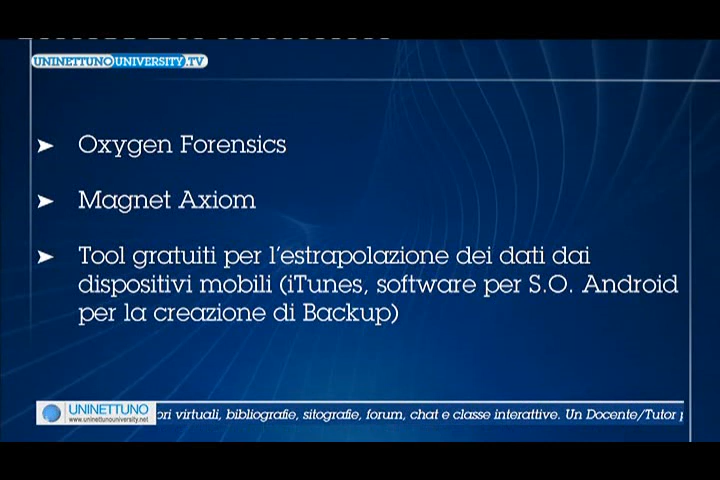 UNINETTUNOUNIVERSITY.TV
Oxygen Forensics
Magnet Axiom
Tool gratuiti per l'estrapolazione dei dati dai
dispositivi mobili (iTunes, software per S.O. Android
per la creazione di Backup)
UNINETTUNO
www.uninettunouniversity.net
ori virtuali, bibliografie, sitografie, forum, chat e classe interattive. Un Docente/Tutor